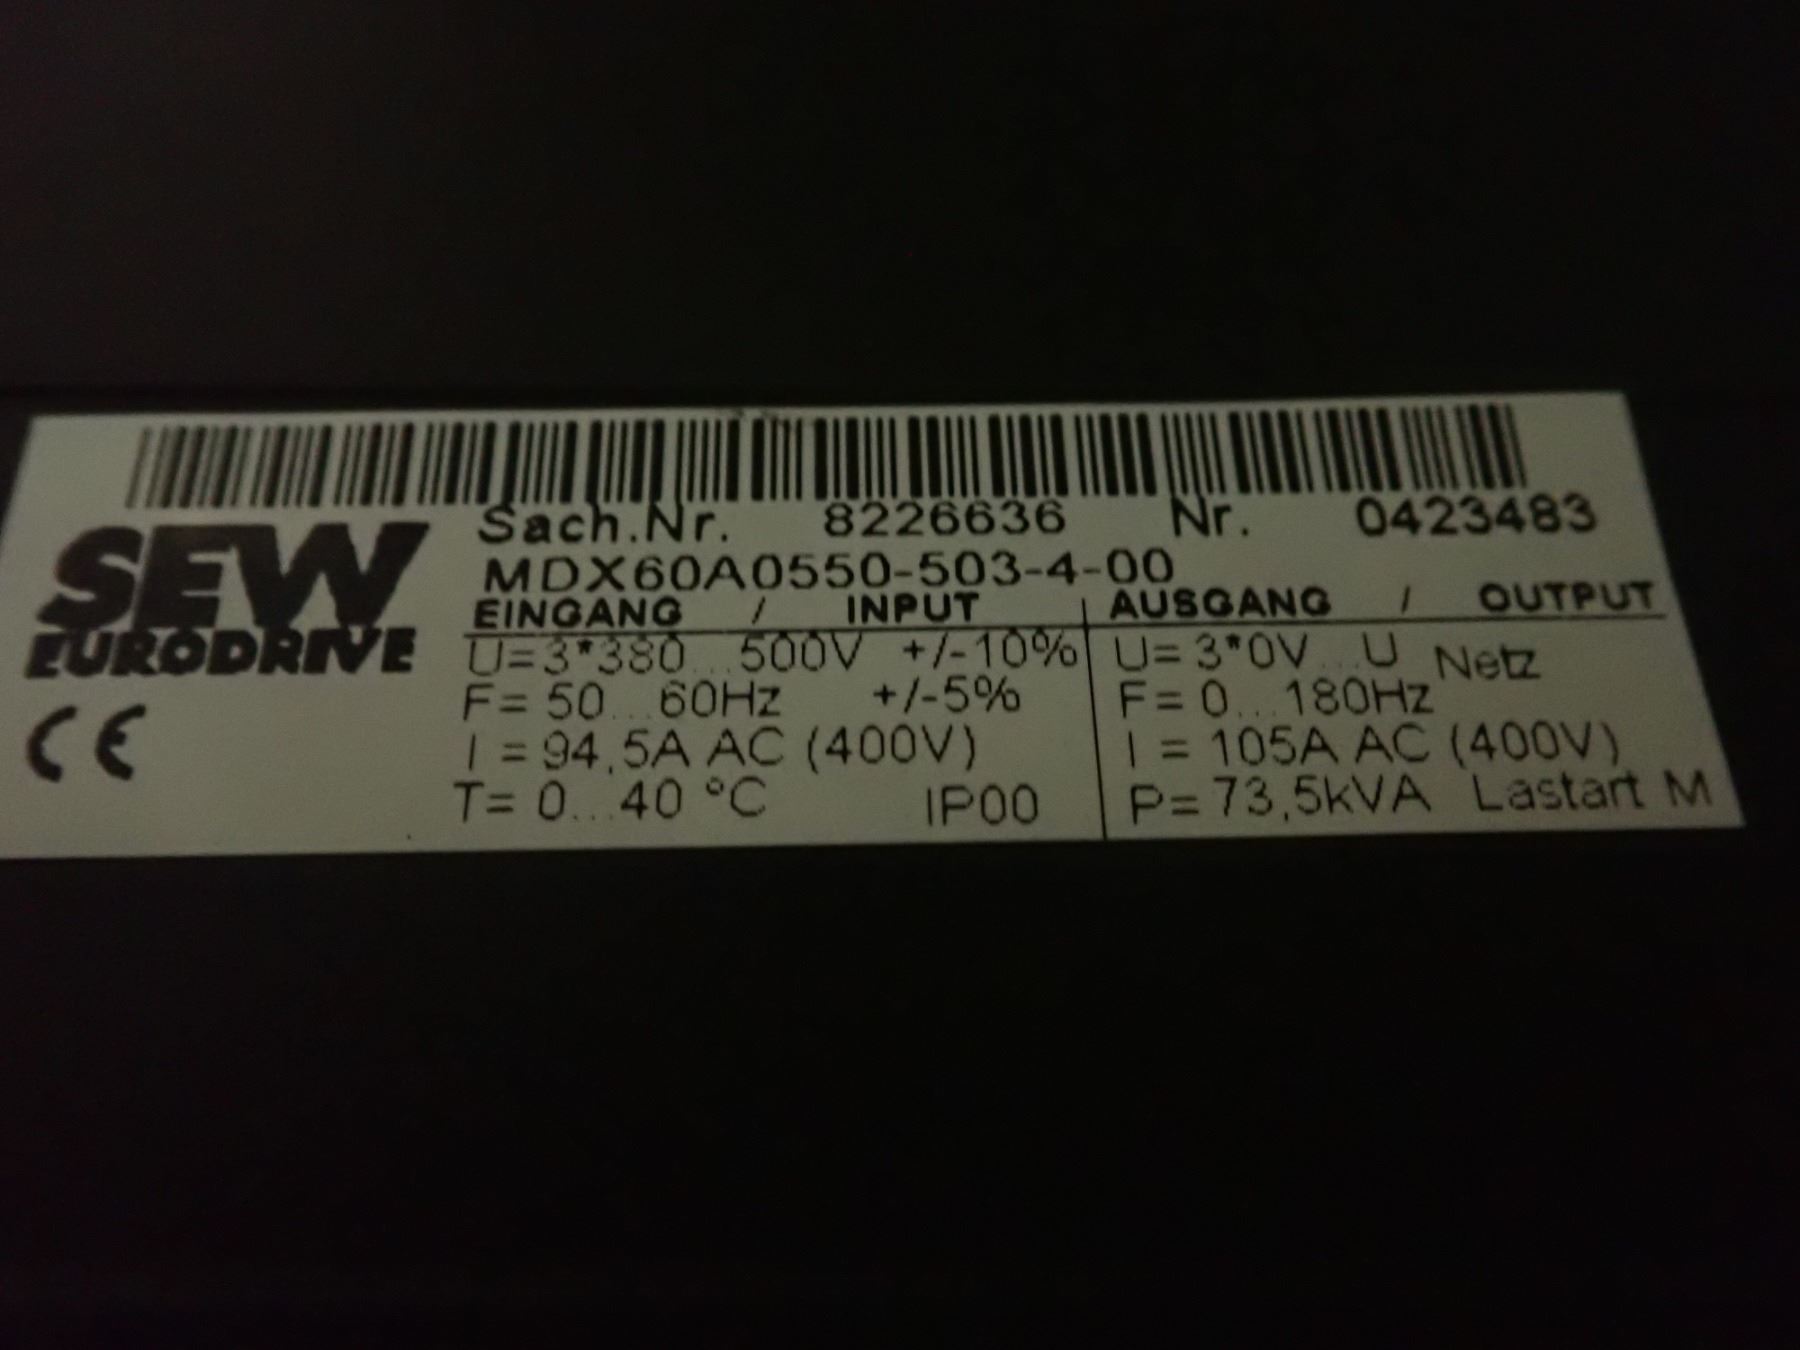 Sach.Nr. 8226636 Nr. 0423483
SEW
EURODRIVE
CE
MDX60A0550-503-4-00
EINGANG / INPUT
U=3*380...500V +/-10%
F=50...60Hz +/-5%
I=94,5A AC (400V)
T=0...40 °C IP00
AUSGANG / OUTPUT
U=3*0V...U Netz
F=0...180Hz
I=105A AC (400V)
P=73,5kVA Lastart M